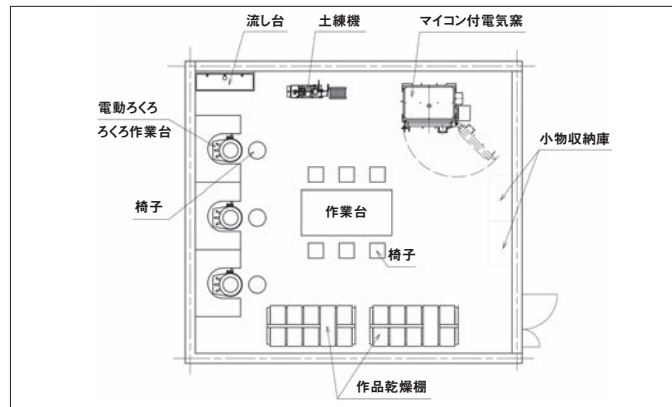 流し台
土練機
マイコン付電気窯
電動ろくろ
ろくろ作業台
小物収納庫
椅子
作業台
椅子
作品乾燥棚